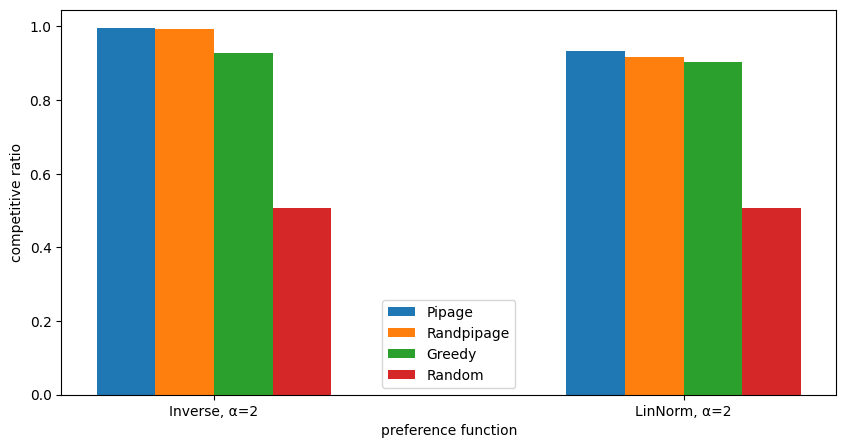 competitive ratio
1.0
0.8
0.6
0.4
0.2
0.0
Pipage
Randpipage
Greedy
Random
Inverse, α=2
LinNorm, α=2
preference function